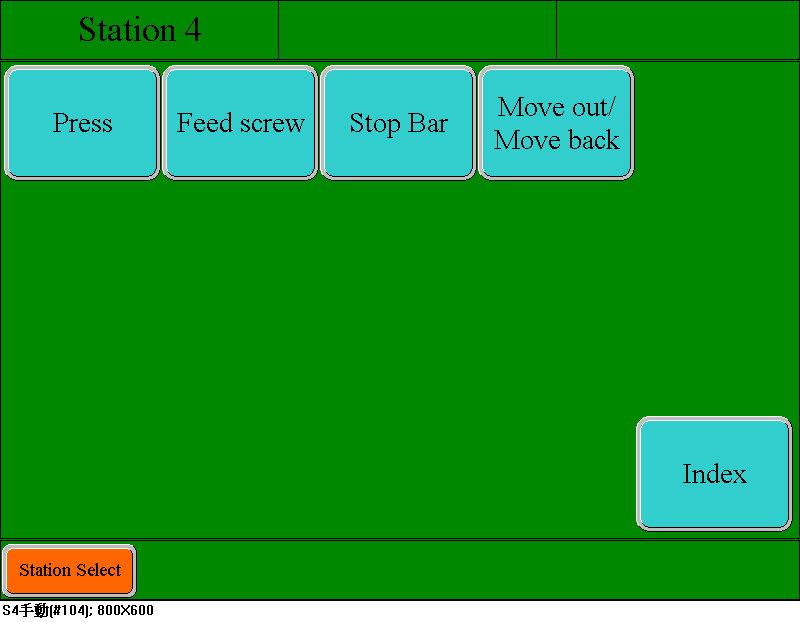 Station 4
Press
Feed screw
Stop Bar
Move out/
Move back
Index
Station Select
S4手動(#104); 800X600